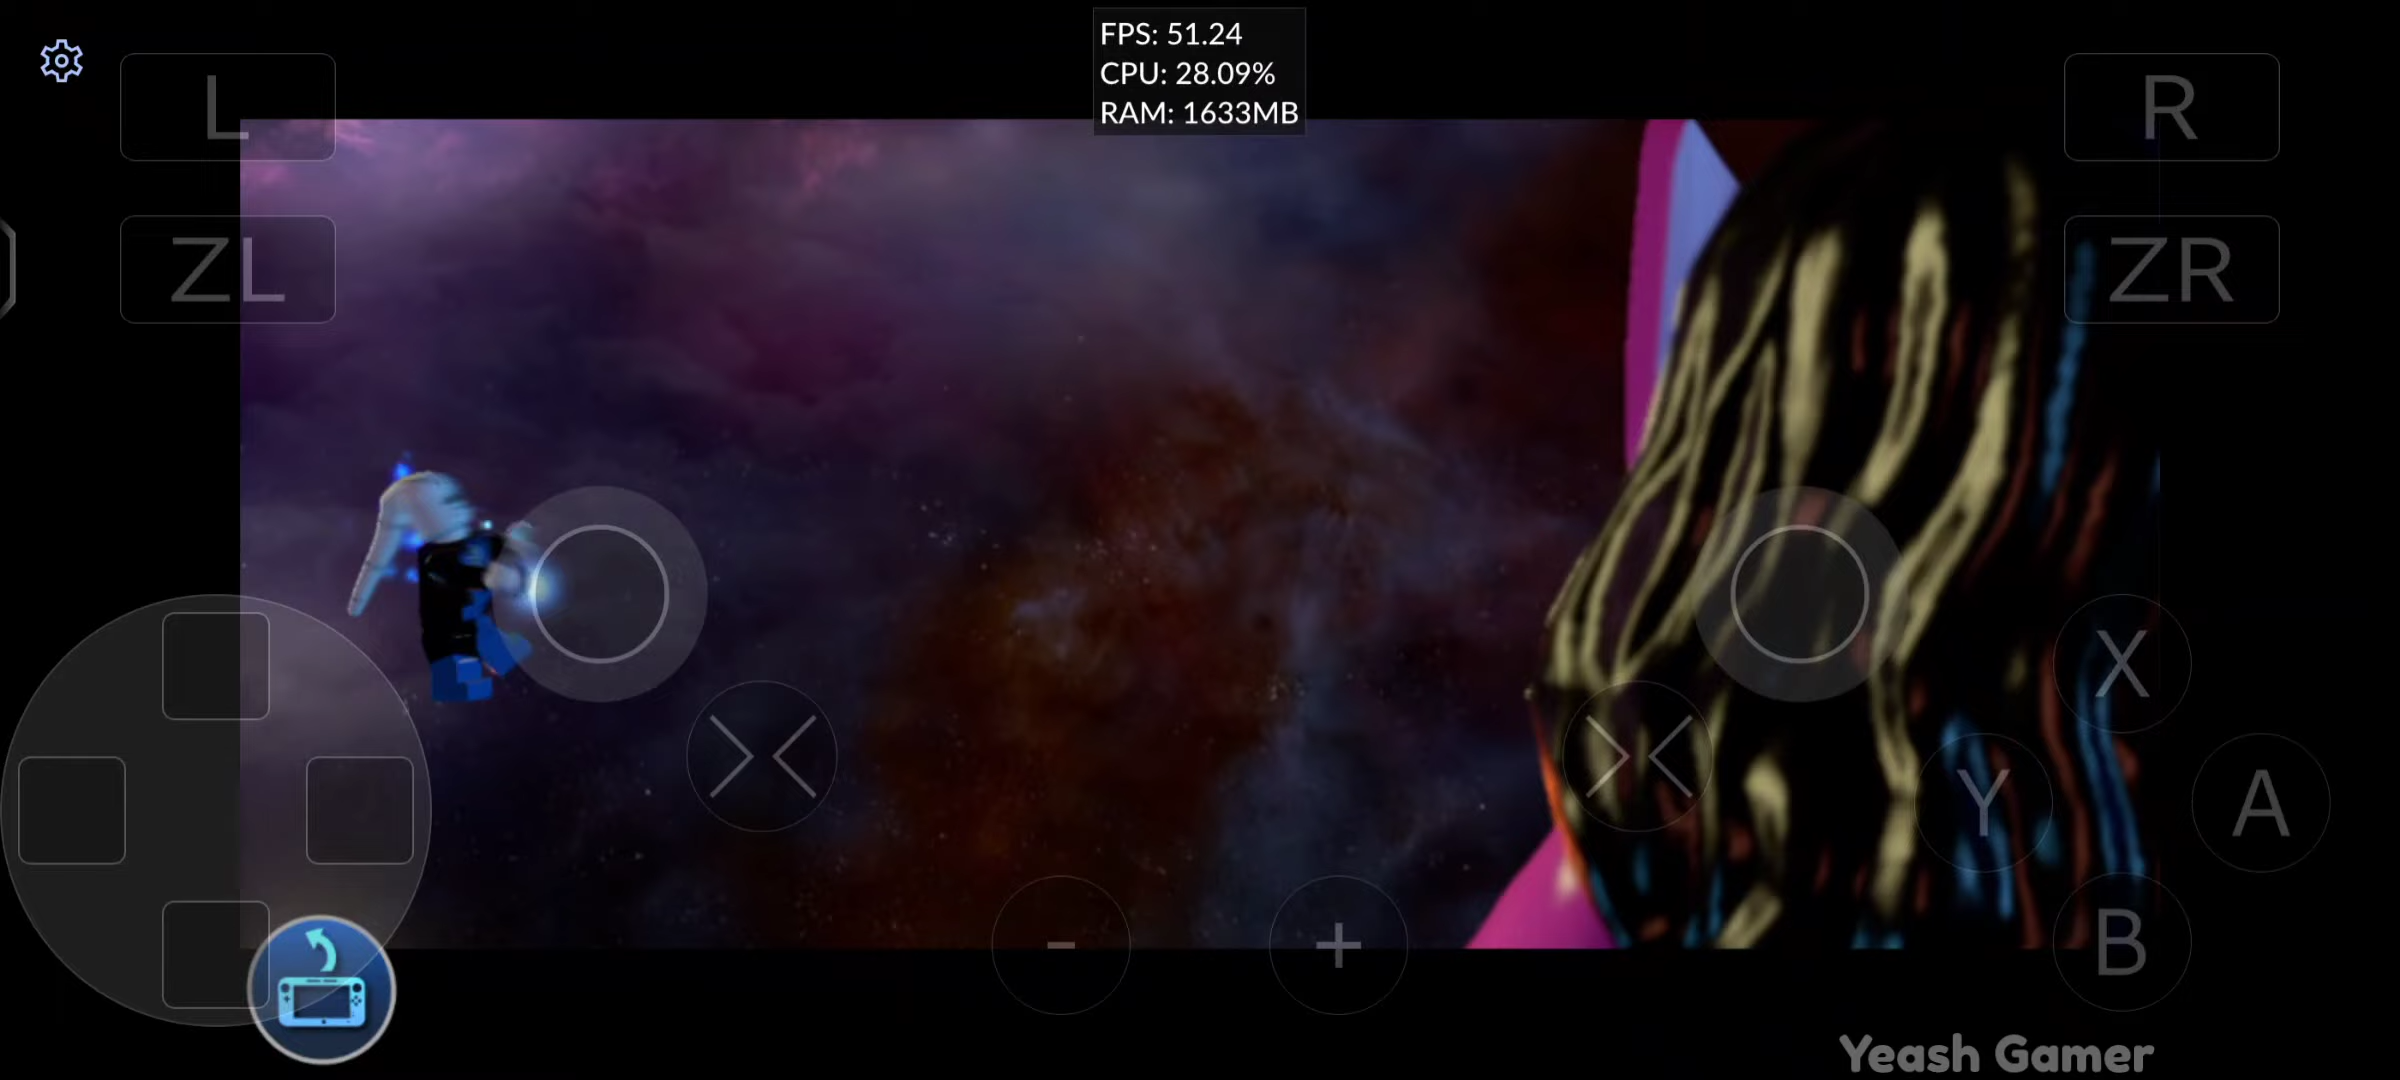 FPS: 51.24
CPU: 28.09%
RAM: 1633MB
L
R
ZL
ZR
X
Y
A
-
+
B
Yeash Gamer